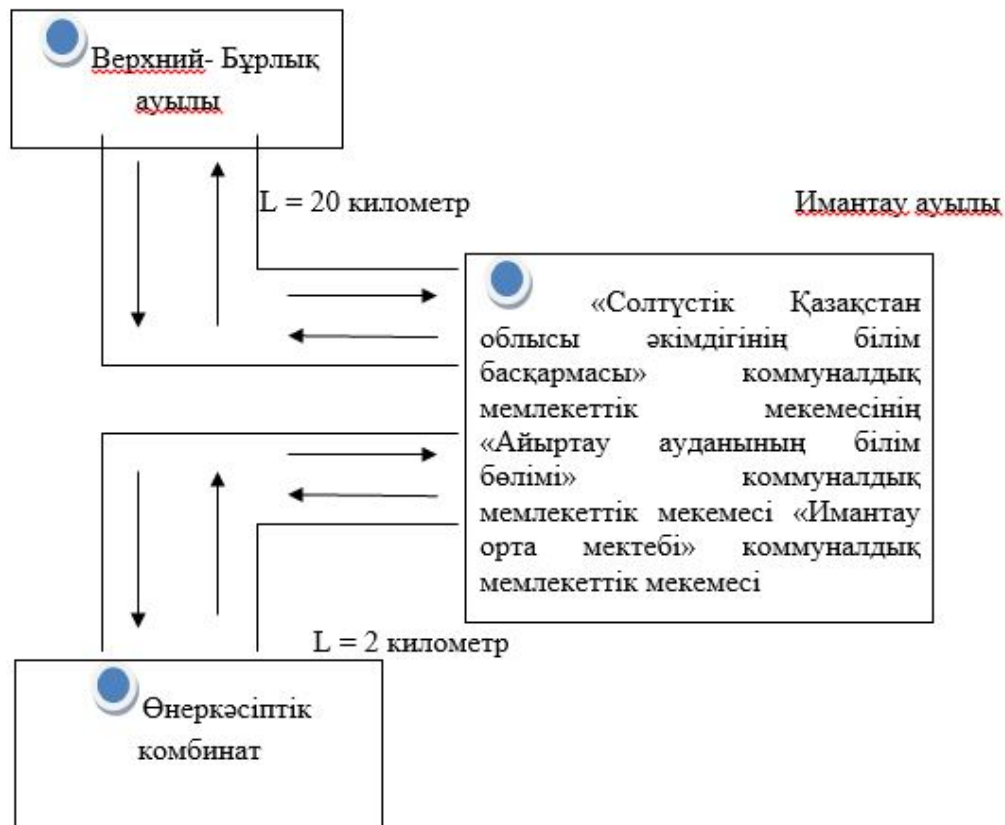 Верхний- Бұрлық
ауылы
L = 20 километр
Имантау ауылы
«Солтүстік Қазақстан
облысы әкімдігінің білім
басқармасы» коммуналдық
мемлекеттік мекемесінің
«Айыртау ауданының білім
бөлімі» коммуналдық
мемлекеттік мекемесі «Имантау
орта мектебі» коммуналдық
мемлекеттік мекемесі
L = 2 километр
Өнеркәсіптік
комбинат